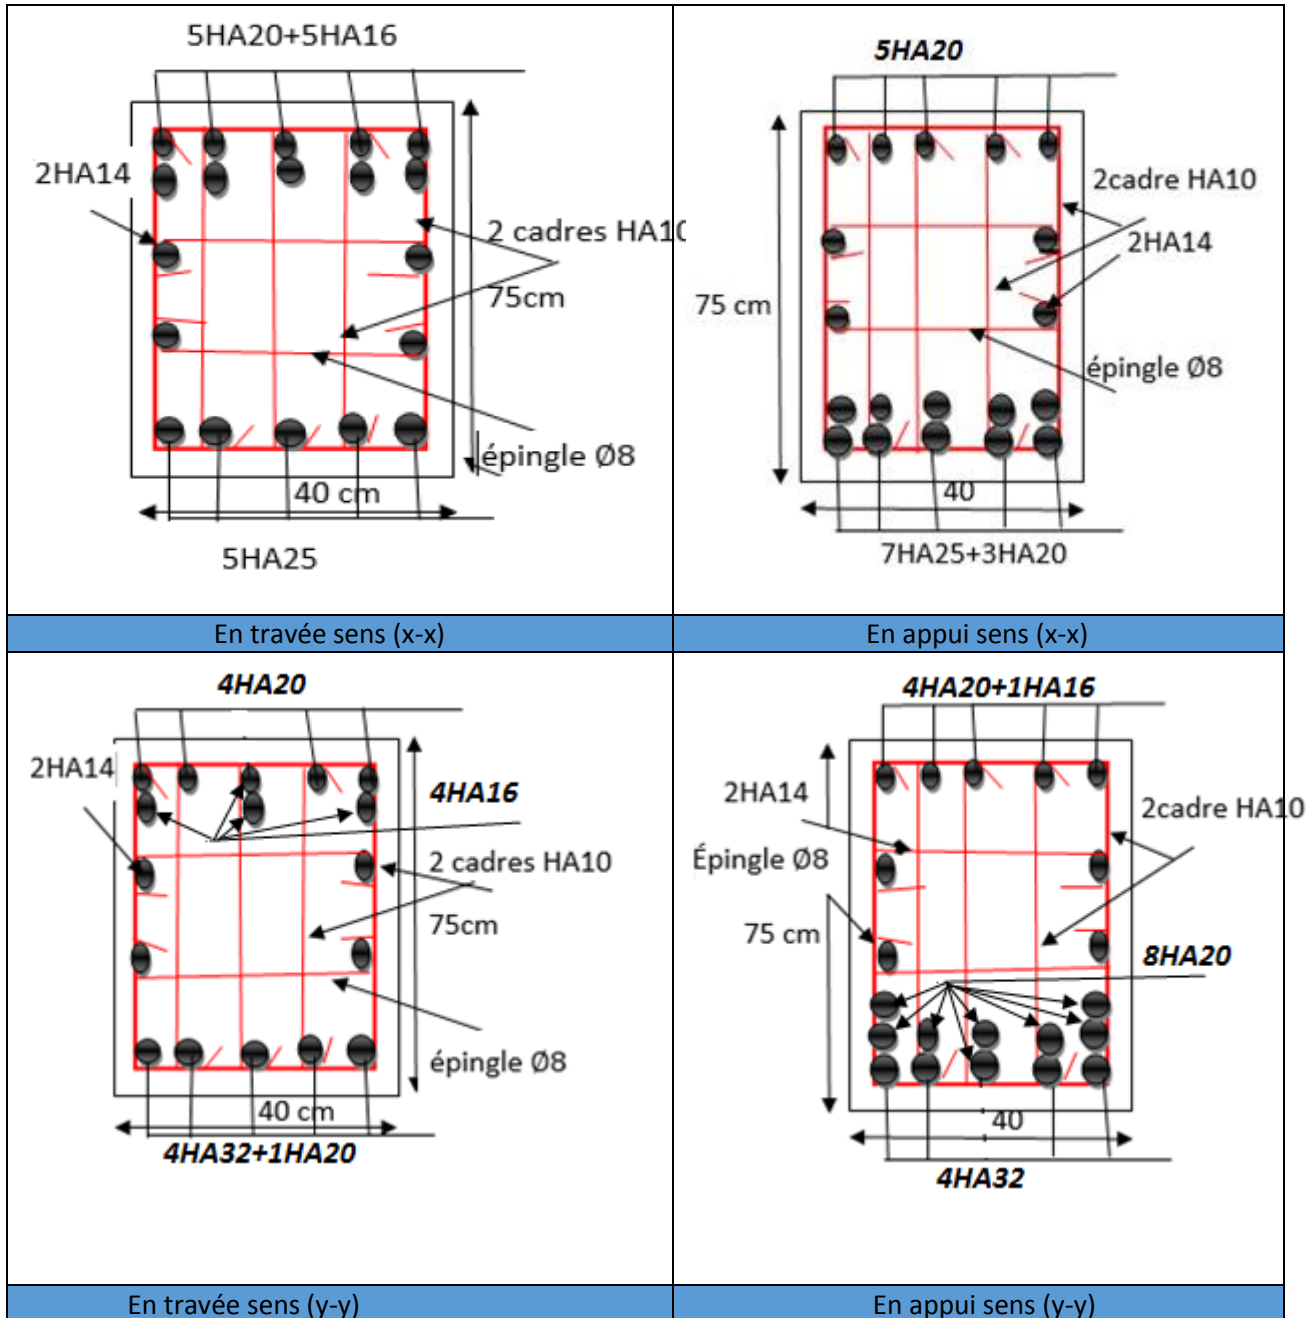 5HA20+5HA16
2HA14
2 cadres HA10
75cm
épingle Ø8
40 cm
5HA25
5HA20
2cadre HA10
2HA14
75 cm
épingle Ø8
40
7HA25+3HA20
En travée sens (x-x)
En appui sens (x-x)
4HA20
2HA14
4HA16
2 cadres HA10
75cm
épingle Ø8
40 cm
4HA32+1HA20
4HA20+1HA16
2HA14
2cadre HA10
Épingle Ø8
75 cm
8HA20
40
4HA32
En travée sens (y-y)
En appui sens (y-y)